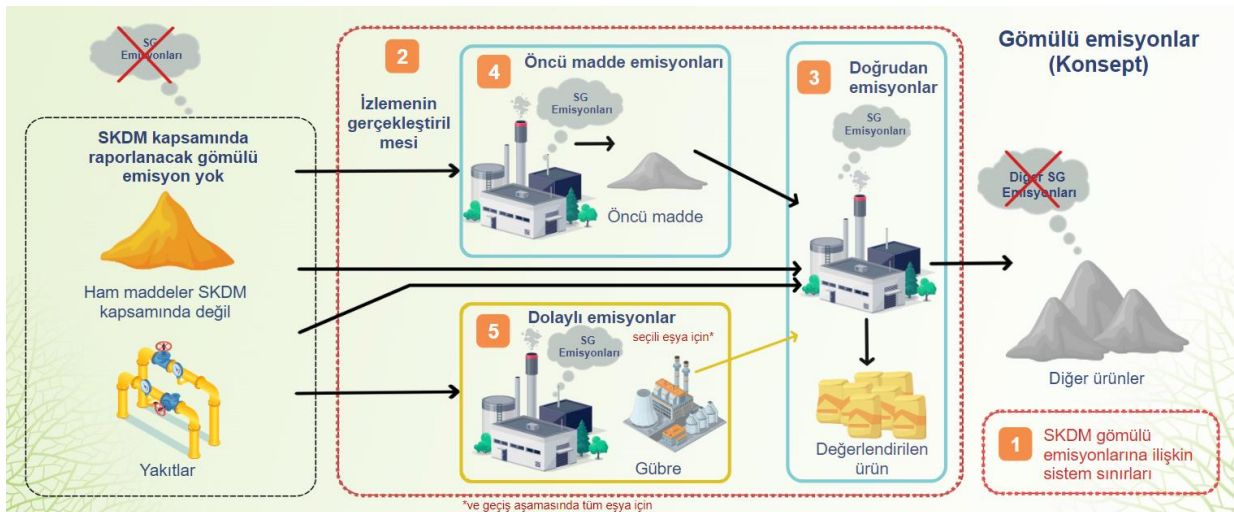 SG
Emisyonları
SKDM kapsamında
raporlanacak gömülü
emisyon yok
Ham maddeler SKDM
kapsamında değil
Yakıtlar
2
İzlemenin
gerçekleştiril
mesi
4
Öncü madde emisyonları
SG
Emisyonları
Öncü madde
5
Dolaylı emisyonlar
seçili eşya için*
SG
Emisyonları
Gübre
3
Doğrudan
emisyonlar
SG
Emisyonları
Değerlendirilen
ürün
Gömülü emisyonlar
(Konsept)
Diğer SG
Emisyonları
Diğer ürünler
1
SKDM gömülü
emisyonlarına ilişkin
sistem sınırları
*ve geçiş aşamasında tüm eşya için